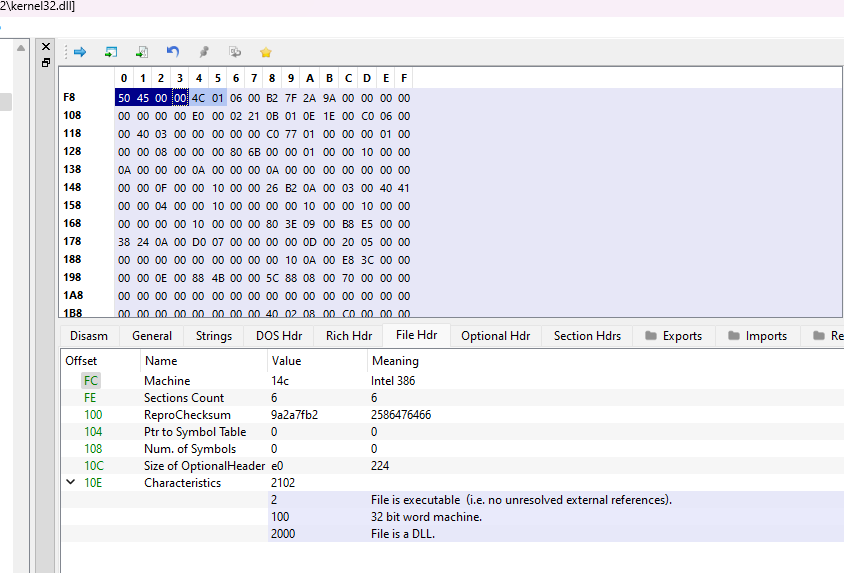 2\kernel32.dll]
0 1 2 3 4 5 6 7 8 9 A B C D E F
F8 50 45 00 00 4C 01 06 00 B2 7F 2A 9A 00 00 00 00
108 00 00 00 00 E0 00 02 21 0B 01 0E 1E 00 C0 06 00
118 00 40 03 00 00 00 00 00 C0 77 01 00 00 00 01 00
128 00 00 08 00 00 00 80 6B 00 00 01 00 00 10 00 00
138 0A 00 00 00 0A 00 00 00 0A 00 00 00 00 00 00 00
148 00 00 0F 00 00 10 00 00 26 B2 0A 00 03 00 40 41
158 00 00 04 00 00 10 00 00 00 00 10 00 00 10 00 00
168 00 00 00 00 10 00 00 00 80 3E 09 00 B8 E5 00 00
178 38 24 0A 00 D0 07 00 00 00 00 0D 00 20 05 00 00
188 00 00 00 00 00 00 00 00 00 10 0A 00 E8 3C 00 00
198 00 00 0E 00 88 4B 00 00 5C 88 08 00 70 00 00 00
1A8 00 00 00 00 00 00 00 00 00 00 00 00 00 00 00 00
1B8 00 00 00 00 00 00 00 00 40 02 08 00 C0 00 00 00
Disasm General Strings DOS Hdr Rich Hdr File Hdr Optional Hdr Section Hdrs Exports Imports Re
Offset Name Value Meaning
FC Machine 14c Intel 386
FE Sections Count 6 6
100 ReproChecksum 9a2a7fb2 2586476466
104 Ptr to Symbol Table 0 0
108 Num. of Symbols 0 0
10C Size of OptionalHeader e0 224
10E Characteristics 2102
2 File is executable (i.e. no unresolved external references).
100 32 bit word machine.
2000 File is a DLL.